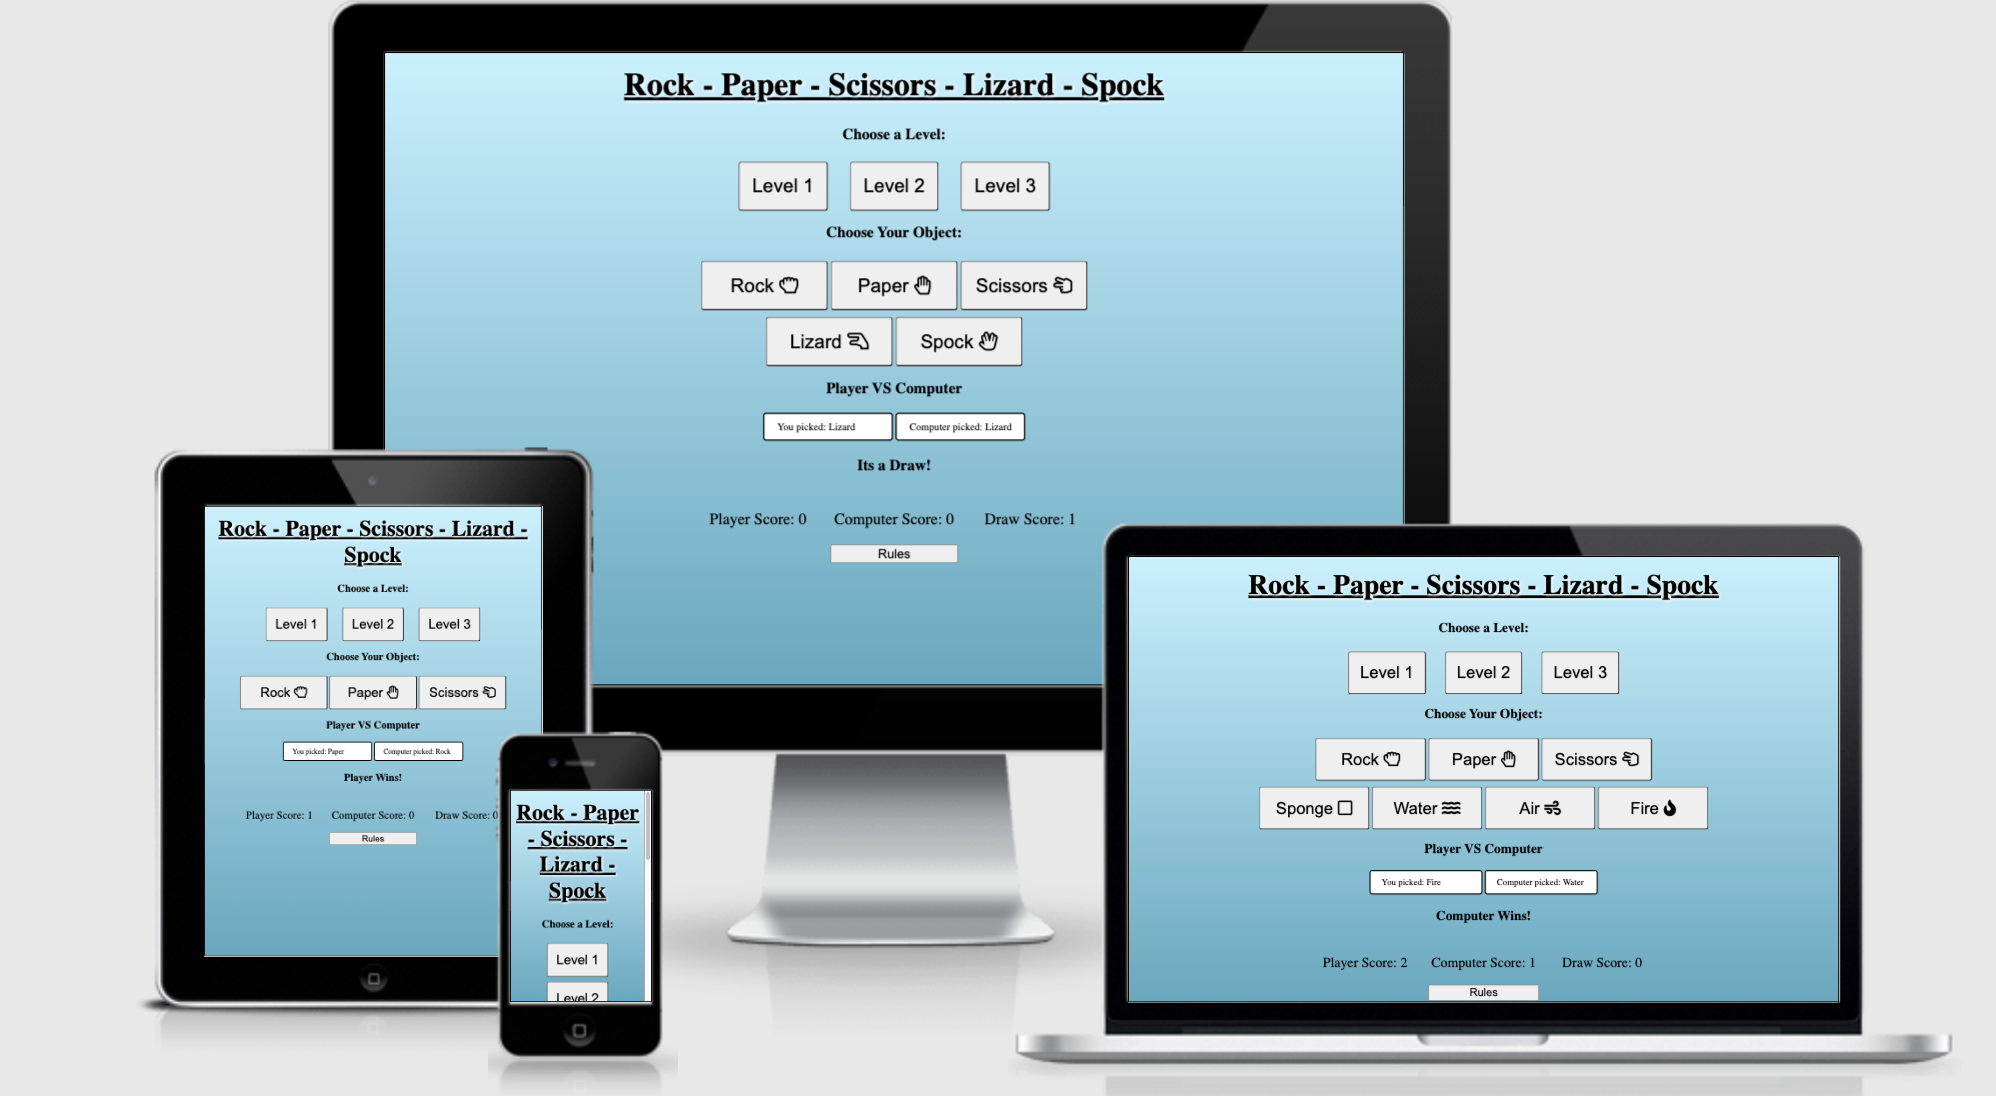 Rock - Paper - Scissors - Lizard - Spock
Choose a Level:
Level 1 Level 2 Level 3
Choose Your Object:
Rock Paper Scissors
Lizard Spock
Player VS Computer
You picked: Lizard Computer picked: Lizard
Its a Draw!
Player Score: 0 Computer Score: 0 Draw Score: 1
Rules
Rock - Paper - Scissors - Lizard -
Spock
Choose a Level:
Level 1 Level 2 Level 3
Choose Your Object:
Rock Paper Scissors
Player VS Computer
You picked: Paper Computer picked: Rock
Player Wins!
Player Score: 1 Computer Score: 0 Draw Score: 0
Rules
Rock - Paper
- Scissors -
Lizard -
Spock
Choose a Level:
Level 1
Level 2
Rock - Paper - Scissors - Lizard - Spock
Choose a Level:
Level 1 Level 2 Level 3
Choose Your Object:
Rock Paper Scissors
Sponge Water Air Fire
Player VS Computer
You picked: Fire Computer picked: Water
Computer Wins!
Player Score: 2 Computer Score: 1 Draw Score: 0
Rules